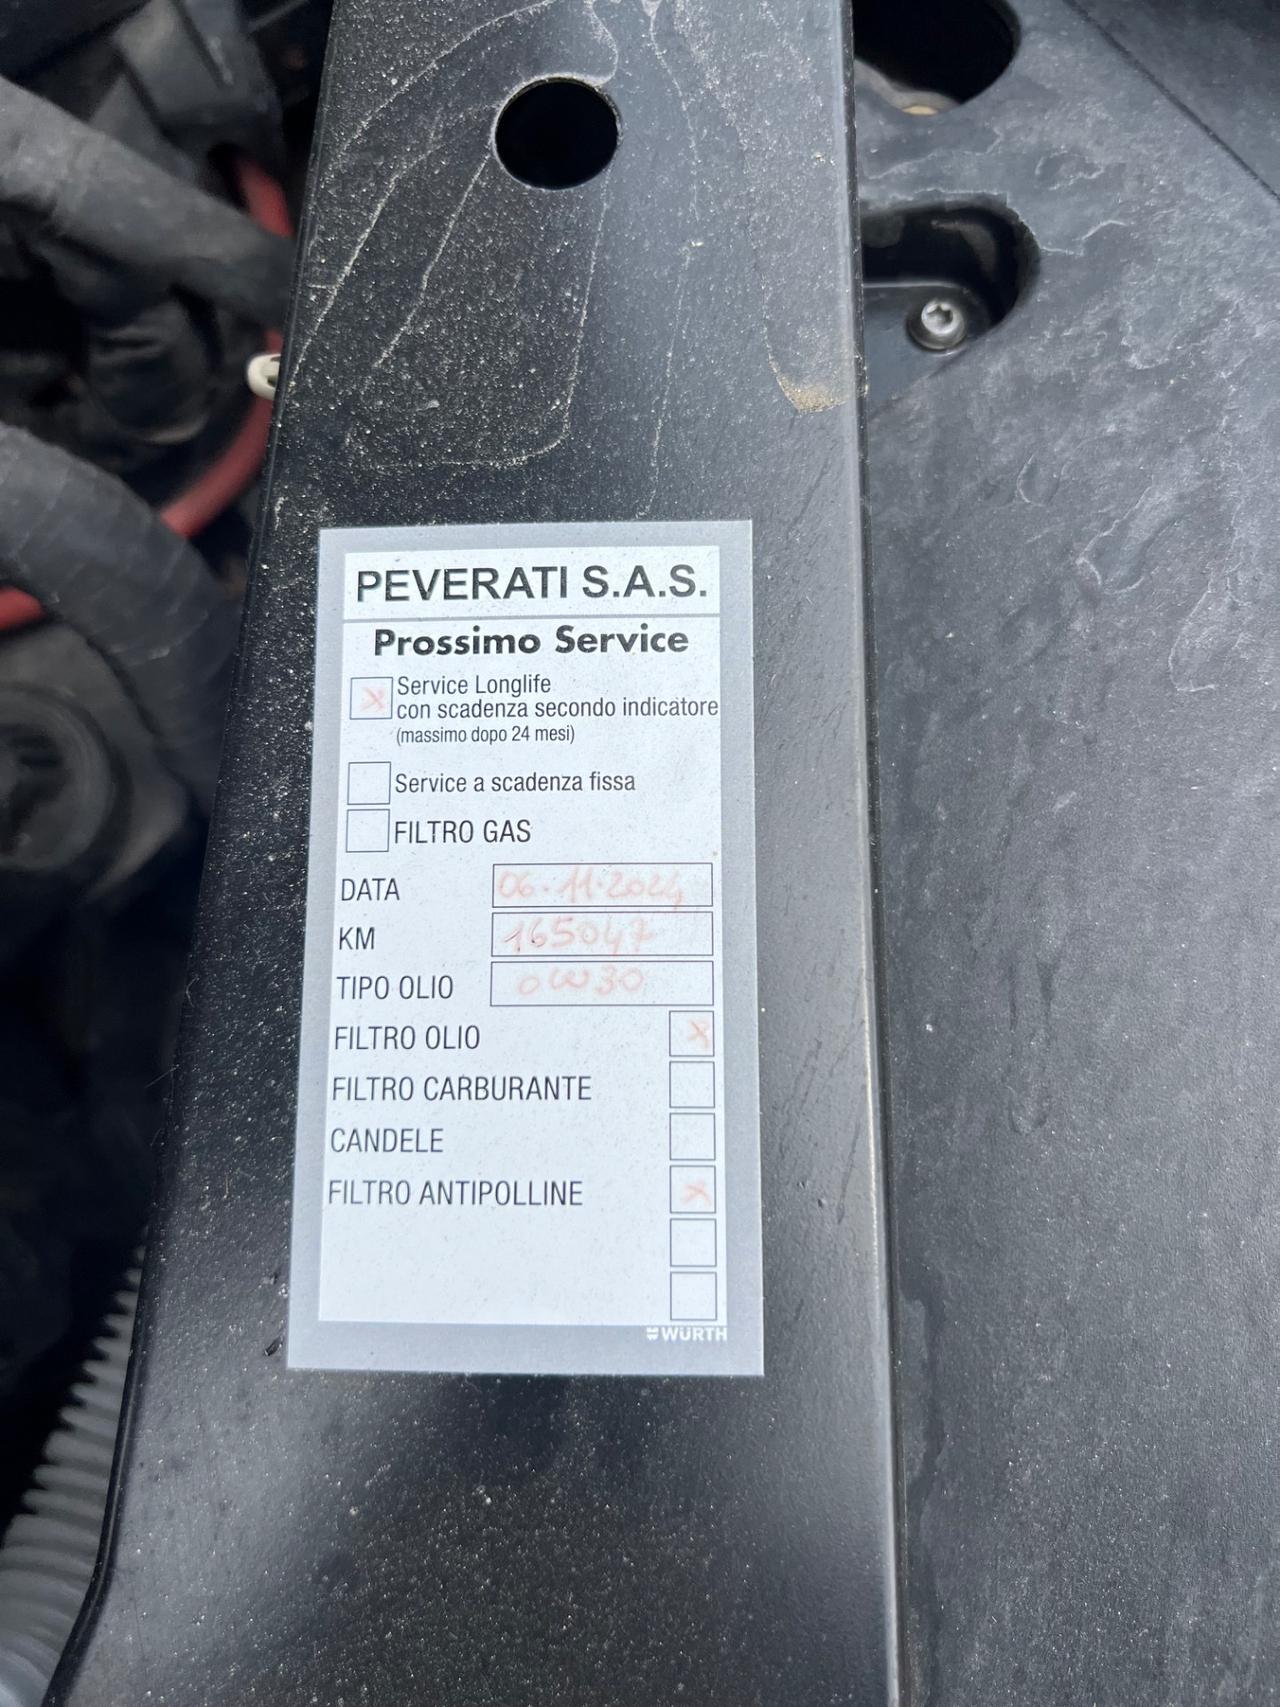 PEVERATI S.A.S.
Prossimo Service
x Service Longlife
con scadenza secondo indicatore
(massimo dopo 24 mesi)
Service a scadenza fissa
FILTRO GAS
DATA 06.11.2024
KM 165047
TIPO OLIO 0W30
FILTRO OLIO x
FILTRO CARBURANTE
CANDELE
FILTRO ANTIPOLLINE x
WÜRTH